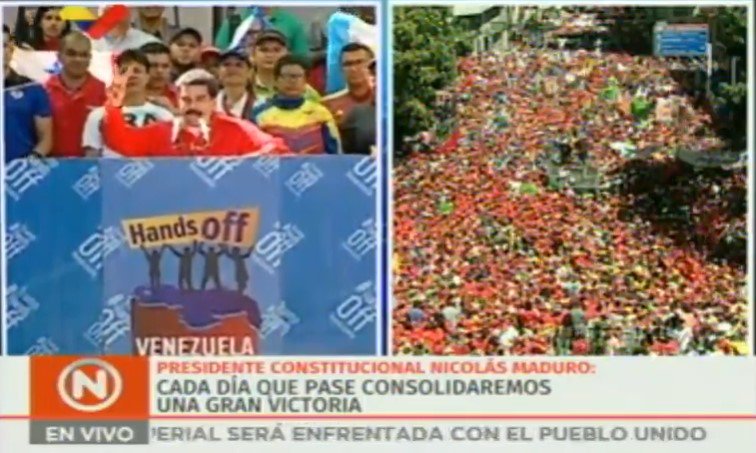 Hands off
VENEZUELA
N
PRESIDENTE CONSTITUCIONAL NICOLÁS MADURO:
CADA DÍA QUE PASE CONSOLIDAREMOS
UNA GRAN VICTORIA
EN VIVO
PERIAL SERÁ ENFRENTADA CON EL PUEBLO UNIDO